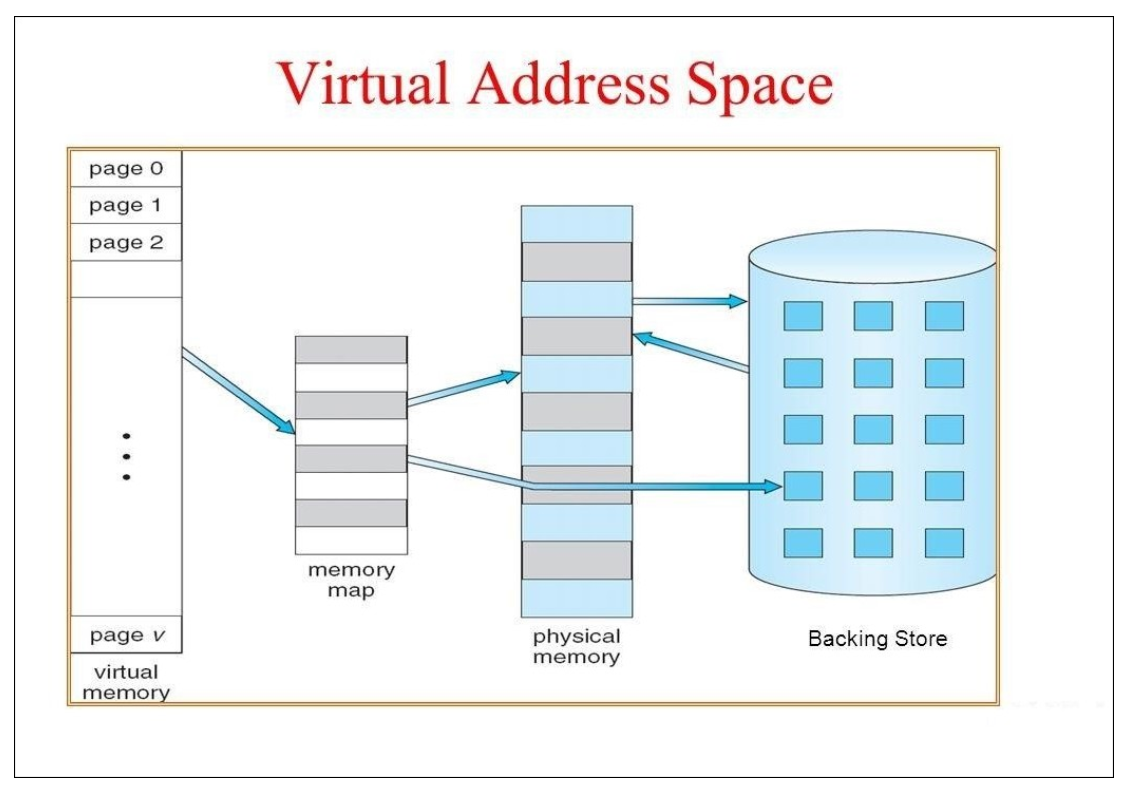 Virtual Address Space
page 0
page 1
page 2
page v
virtual
memory
memory
map
physical
memory
Backing Store